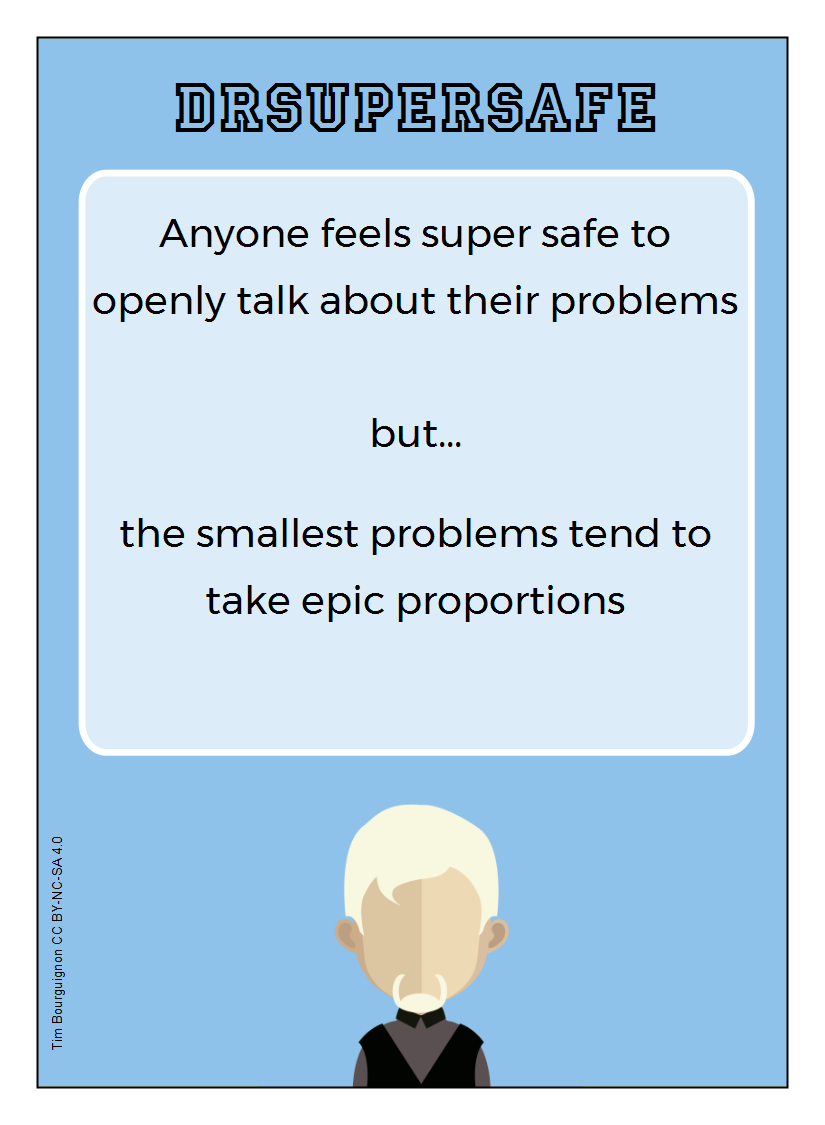 DRSUPERSAFE
Anyone feels super safe to
openly talk about their problems
but...
the smallest problems tend to
take epic proportions
Tim Bourguignon CC BY-NC-SA 4.0